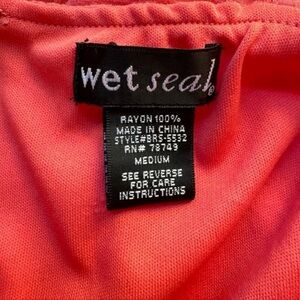 wet seal®
RAYON 100%
MADE IN CHINA
STYLE#BRS-5532
RN# 78749
MEDIUM
SEE REVERSE
FOR CARE
INSTRUCTIONS